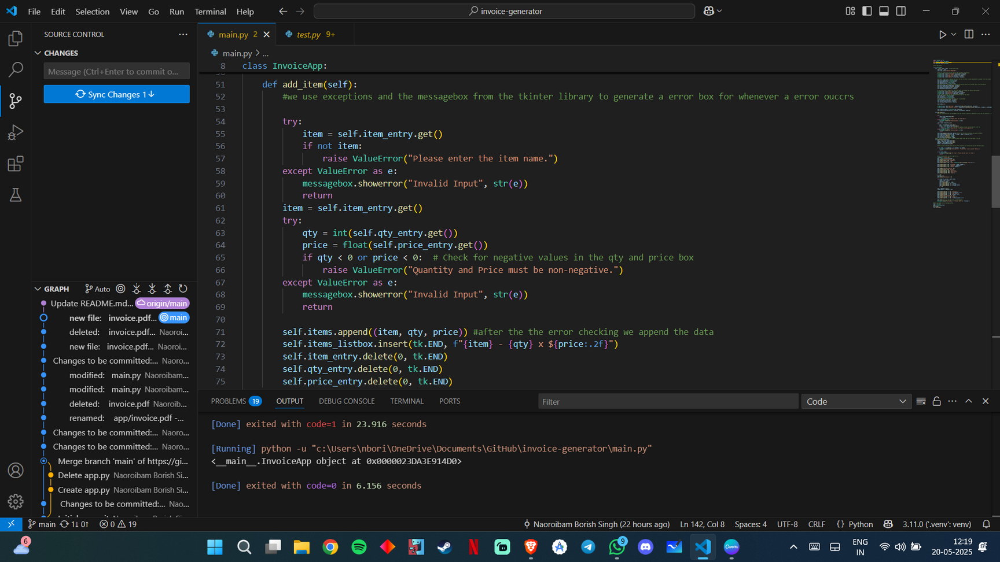 File Edit Selection View Go Run Terminal Help
invoice-generator
SOURCE CONTROL
CHANGES
Message (Ctrl+Enter to commit o...
Sync Changes 1↓
main.py 2
test.py 9+
main.py > ...
8 class InvoiceApp:
51 def add_item(self):
52 #we use exceptions and the messagebox from the tkinter library to generate a error box for whenever a error ouccrs
53
54 try:
55 item = self.item_entry.get()
56 if not item:
57 raise ValueError("Please enter the item name.")
58 except ValueError as e:
59 messagebox.showerror("Invalid Input", str(e))
60 return
61 item = self.item_entry.get()
62 try:
63 qty = int(self.qty_entry.get())
64 price = float(self.price_entry.get())
65 if qty < 0 or price < 0: # Check for negative values in the qty and price box
66 raise ValueError("Quantity and Price must be non-negative.")
67 except ValueError as e:
68 messagebox.showerror("Invalid Input", str(e))
69 return
70
71 self.items.append((item, qty, price)) #after the the error checking we append the data
72 self.items_listbox.insert(tk.END, f"{item} - {qty} x ${price:.2f}")
73 self.item_entry.delete(0, tk.END)
74 self.qty_entry.delete(0, tk.END)
75 self.price_entry.delete(0, tk.END)
GRAPH Auto
Update README.md... origin/main
new file: invoice.pdf... main
deleted: invoice.pdf... Naoroi...
new file: invoice.pdf... Naoroi...
Changes to be committed:... Naoro...
modified: main.py Naoroibam...
modified: main.py Naoroibam...
deleted: invoice.pdf Naoroib...
renamed: app/invoice.pdf -...
Changes to be committed:... Naoro...
Changes to be committed:... Naoro...
Merge branch 'main' of https://gi...
Delete app.py Naoroibam Borish Si...
Create app.py Naoroibam Borish Si...
Changes to be committed:... Nao...
PROBLEMS 19 OUTPUT DEBUG CONSOLE TERMINAL PORTS
Filter
Code
[Done] exited with code=1 in 23.916 seconds
[Running] python -u "c:\Users\nbori\OneDrive\Documents\GitHub\invoice-generator\main.py"
<__main__.InvoiceApp object at 0x0000023DA3E914D0>
[Done] exited with code=0 in 6.156 seconds
main 1↓ 0↑ 0 19
Naoroibam Borish Singh (22 hours ago) Ln 142, Col 8 Spaces: 4 UTF-8 CRLF {} Python 3.11.0 ('.venv': venv)
6
9
Canva
ENG
IN
12:19
20-05-2025